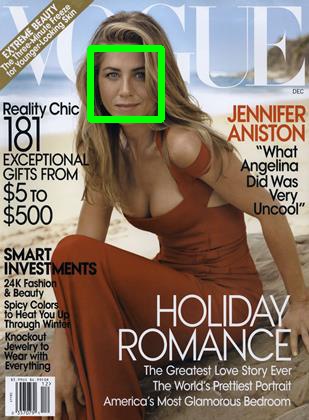 EXTREME BEAUTY
The Three-Minute Freeze
for Younger-Looking Skin
VOGUE
DEC
Reality Chic
181
EXCEPTIONAL
GIFTS FROM
$5 TO
$500
JENNIFER
ANISTON
"What
Angelina
Did Was
Very
Uncool"
SMART
INVESTMENTS
24K Fashion
& Beauty
Spicy Colors
to Heat You Up
Through Winter
Knockout
Jewelry to
Wear with
Everything
HOLIDAY
ROMANCE
The Greatest Love Story Ever
The World's Prettiest Portrait
America's Most Glamorous Bedroom